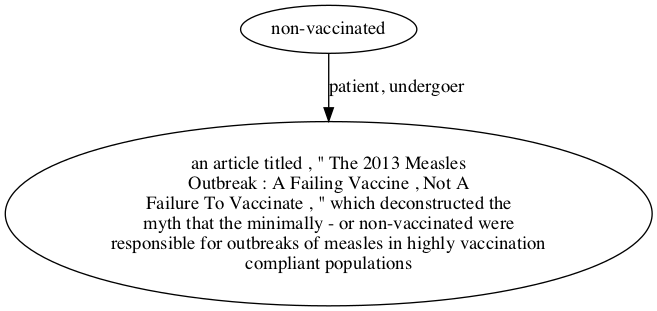 non-vaccinated
patient, undergoer
an article titled , " The 2013 Measles
Outbreak : A Failing Vaccine , Not A
Failure To Vaccinate , " which deconstructed the
myth that the minimally - or non-vaccinated were
responsible for outbreaks of measles in highly vaccination
compliant populations